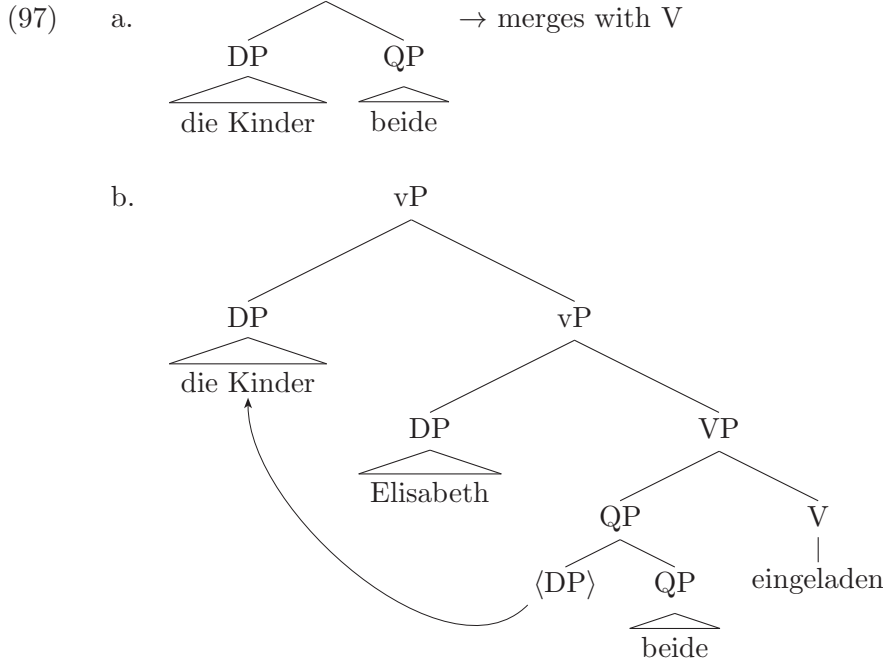 (97) a. → merges with V
DP QP
die Kinder beide
b. vP
DP vP
die Kinder
DP VP
Elisabeth
QP V
⟨DP⟩ QP eingeladen
beide